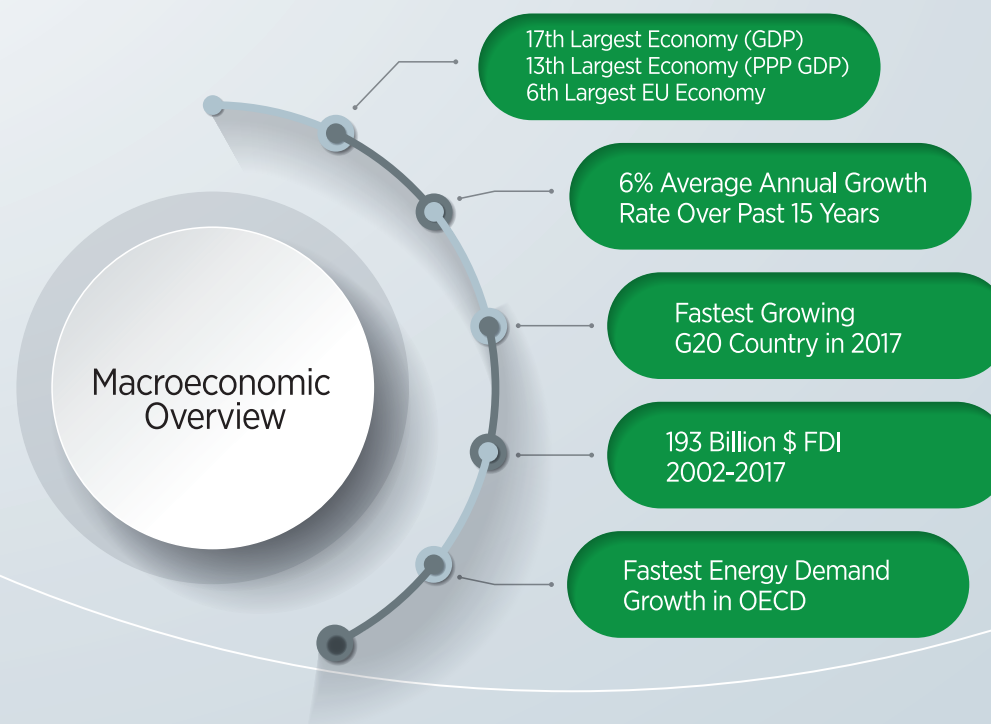 17th Largest Economy (GDP)
13th Largest Economy (PPP GDP)
6th Largest EU Economy
6% Average Annual Growth
Rate Over Past 15 Years
Fastest Growing
G20 Country in 2017
Macroeconomic
Overview
193 Billion $ FDI
2002-2017
Fastest Energy Demand
Growth in OECD